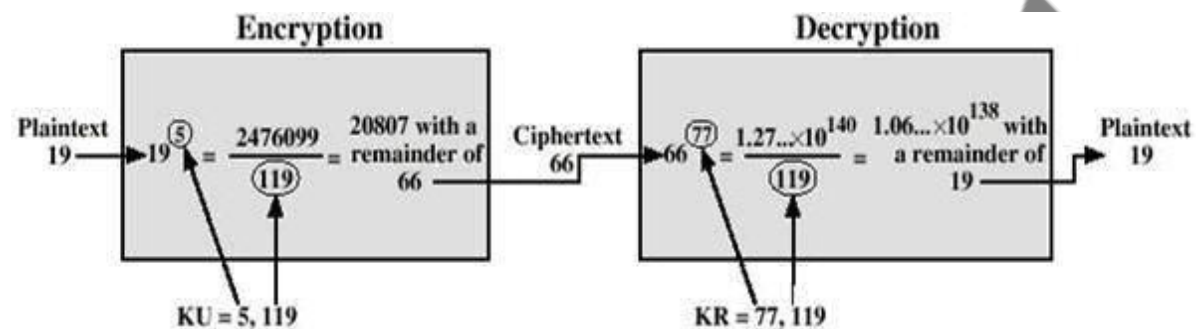 Encryption
Decryption
Plaintext
19
19^5 = 2476099 / 119 = 20807 with a
remainder of
66
Ciphertext
66
66^77 = 1.27...×10^140 / 119 = 1.06...×10^138 with
a remainder of
19
Plaintext
19
KU = 5, 119
KR = 77, 119